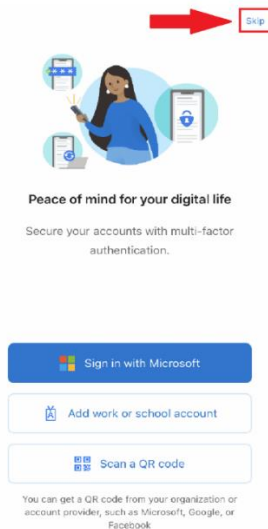 Skip
Peace of mind for your digital life
Secure your accounts with multi-factor
authentication.
Sign in with Microsoft
Add work or school account
Scan a QR code
You can get a QR code from your organization or
account provider, such as Microsoft, Google, or
Facebook